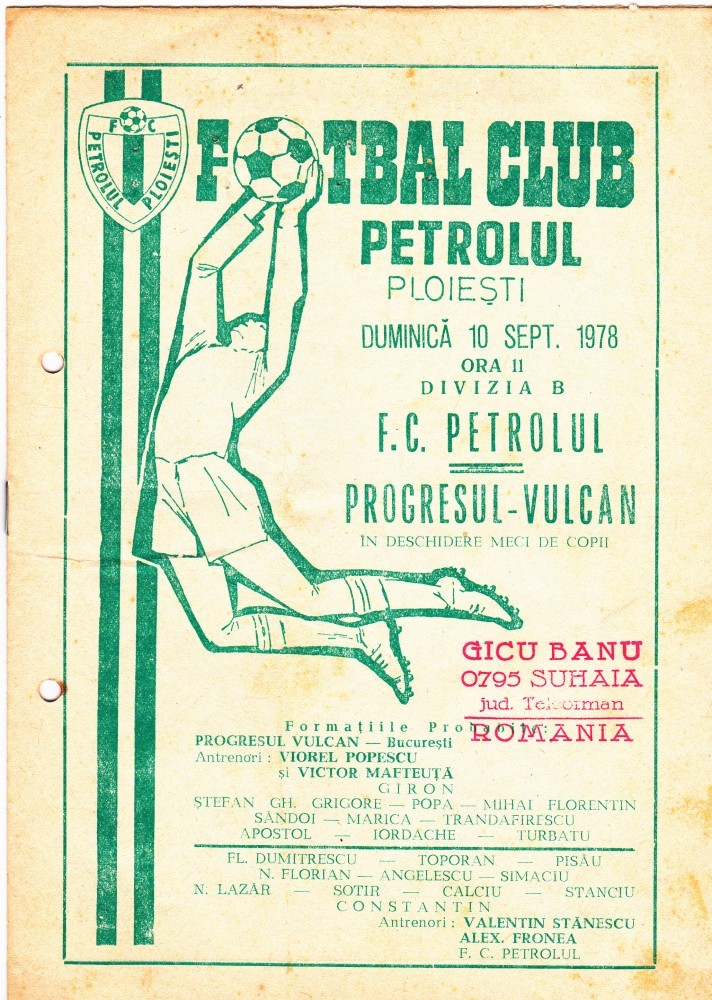 F C
PETROLUL PLOIESTI
FOTBAL CLUB
PETROLUL
PLOIEȘTI
DUMINICĂ 10 SEPT. 1978
ORA 11
DIVIZIA B
F.C. PETROLUL
PROGRESUL-VULCAN
ÎN DESCHIDERE MECI DE COPII
GICU BANU
0795 SUHAIA
jud. Teleorman
ROMANIA
Formațiile
PROGRESUL VULCAN — București
Antrenori : VIOREL POPESCU
și VICTOR MAFTEUȚĂ
GIRON
ȘTEFAN GH. GRIGORE — POPA — MIHAI FLORENTIN
SĂNDOI — MARICA — TRANDAFIRESCU
APOSTOL — IORDACHE — TURBATU
FL. DUMITRESCU — TOPORAN — PISĂU
N. FLORIAN — ANGELESCU — SIMACIU
N. LAZĂR — SOTIR — CALCIU — STANCIU
CONSTANTIN
Antrenori : VALENTIN STĂNESCU
ALEX. FRONEA
F. C. PETROLUL